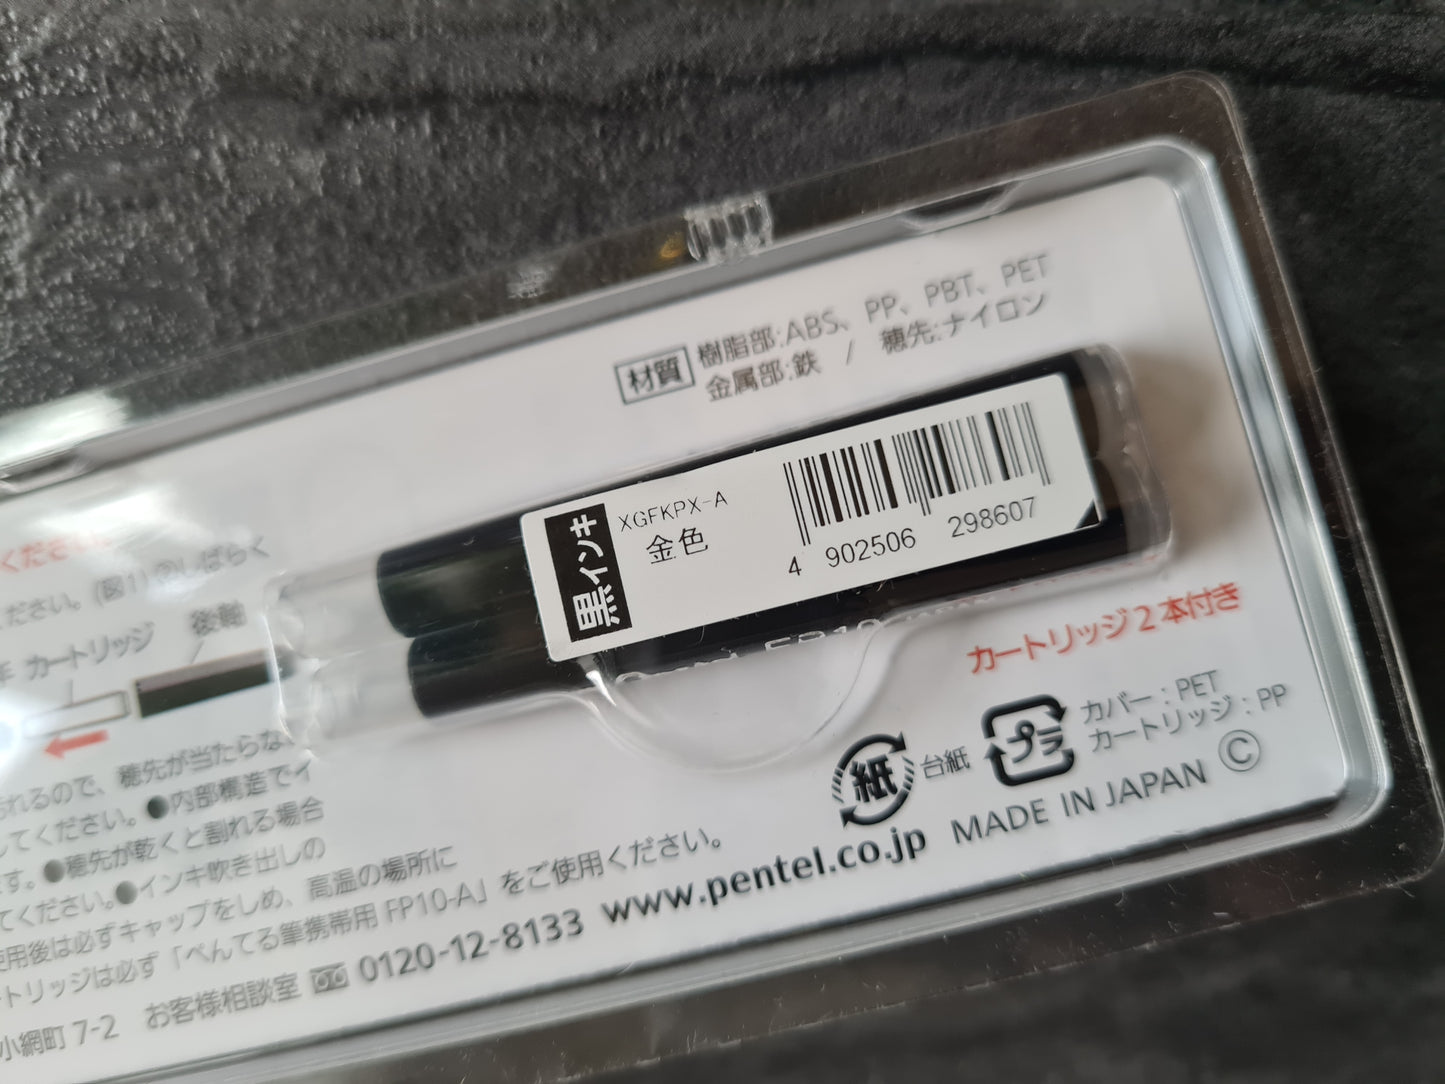 材質 樹脂部:ABS、PP、PBT、PET
金属部:鉄 / 穂先:ナイロン
黒インキ
XGFKPX-A
金色
4 902506 298607
ください。
ください。(図1) のしばらく
後軸
カートリッジ
カートリッジ2本付き
紙 台紙 プラ カバー : PET
カートリッジ : PP
MADE IN JAPAN ©
れるので、穂先が当たらな
してください。●内部構造でイ
す。●穂先が乾くと割れる場合
てください。●インキ吹き出しの
使用後は必ずキャップをしめ、高温の場所に
トリッジは必ず「ぺんてる筆携帯用 FP10-A」をご使用ください。
小網町 7-2 お客様相談室 0120-12-8133 www.pentel.co.jp